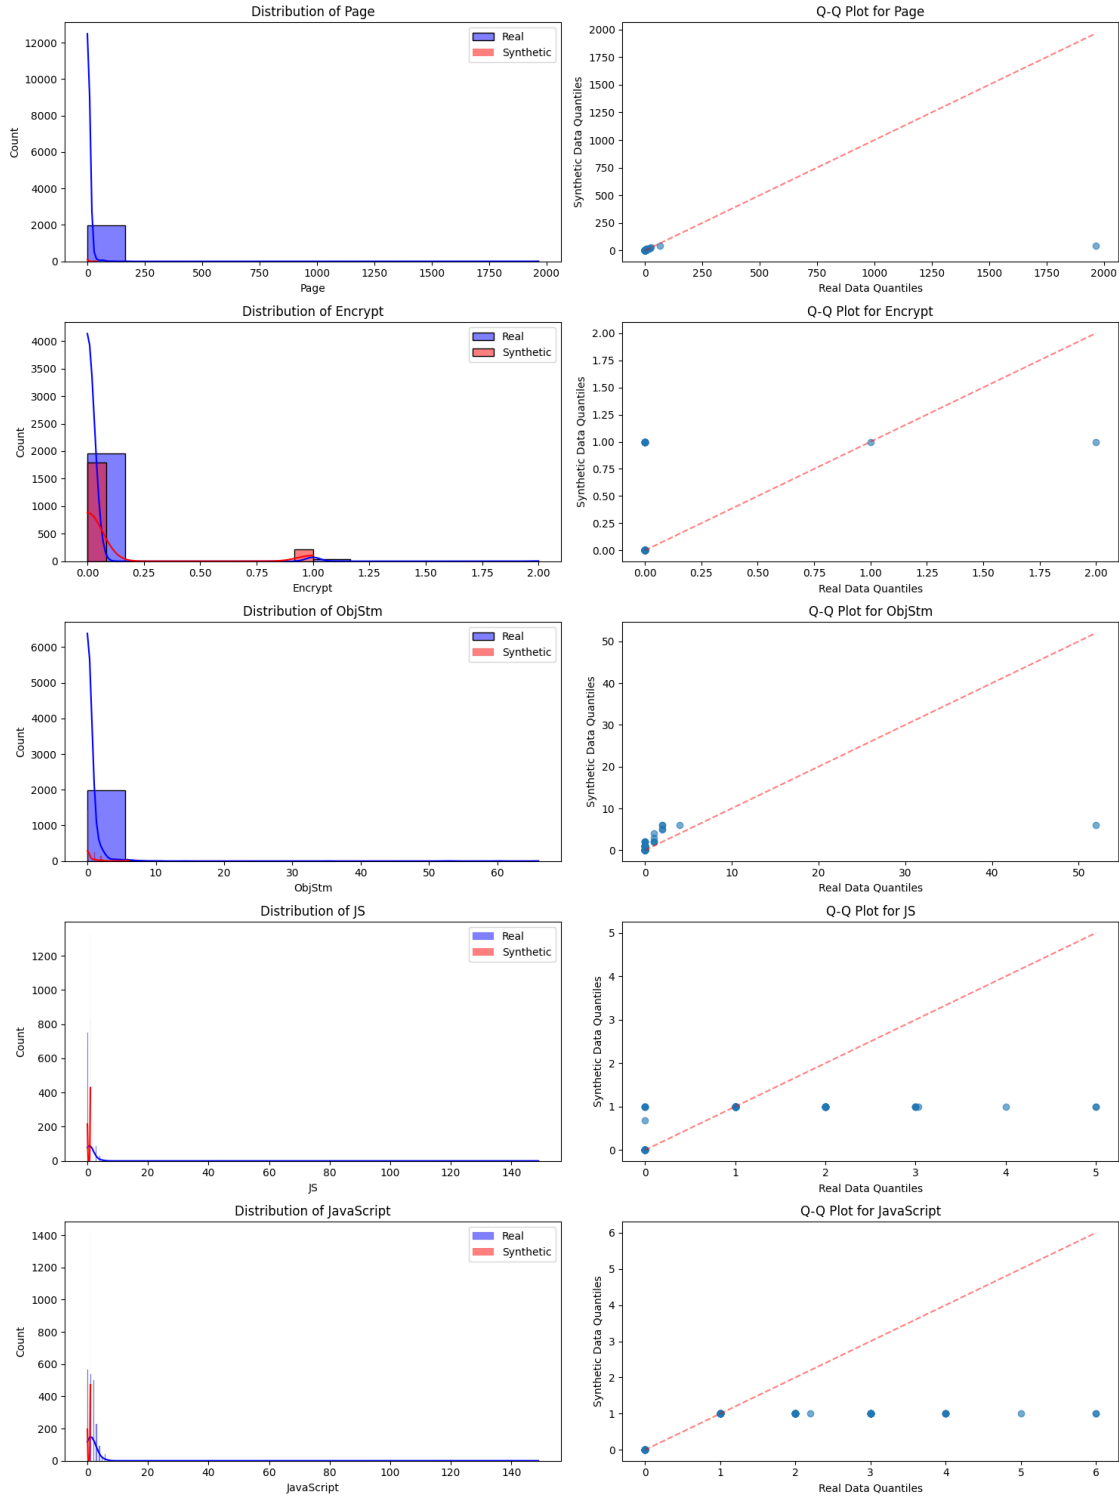 Distribution of Page
Count
12000
10000
8000
6000
4000
2000
0
Real
Synthetic
0 250 500 750 1000 1250 1500 1750 2000
Page
Q-Q Plot for Page
Synthetic Data Quantiles
2000
1750
1500
1250
1000
750
500
250
0
0 250 500 750 1000 1250 1500 1750 2000
Real Data Quantiles
Distribution of Encrypt
Count
4000
3500
3000
2500
2000
1500
1000
500
0
Real
Synthetic
0.00 0.25 0.50 0.75 1.00 1.25 1.50 1.75 2.00
Encrypt
Q-Q Plot for Encrypt
Synthetic Data Quantiles
2.00
1.75
1.50
1.25
1.00
0.75
0.50
0.25
0.00
0.00 0.25 0.50 0.75 1.00 1.25 1.50 1.75 2.00
Real Data Quantiles
Distribution of ObjStm
Count
6000
5000
4000
3000
2000
1000
0
Real
Synthetic
0 10 20 30 40 50 60
ObjStm
Q-Q Plot for ObjStm
Synthetic Data Quantiles
50
40
30
20
10
0
0 10 20 30 40 50
Real Data Quantiles
Distribution of JS
Count
1200
1000
800
600
400
200
0
Real
Synthetic
0 20 40 60 80 100 120 140
JS
Q-Q Plot for JS
Synthetic Data Quantiles
5
4
3
2
1
0
0 1 2 3 4 5
Real Data Quantiles
Distribution of JavaScript
Count
1400
1200
1000
800
600
400
200
0
Real
Synthetic
0 20 40 60 80 100 120 140
JavaScript
Q-Q Plot for JavaScript
Synthetic Data Quantiles
6
5
4
3
2
1
0
0 1 2 3 4 5 6
Real Data Quantiles